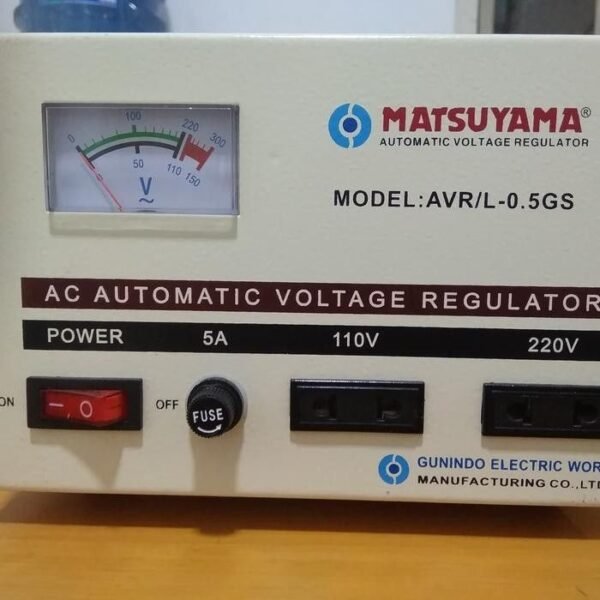 0 100 220 300
0 50 110 150
V
~
MATSUYAMA®
AUTOMATIC VOLTAGE REGULATOR
MODEL:AVR/L-0.5GS
AC AUTOMATIC VOLTAGE REGULATOR
POWER 5A 110V 220V
ON – O OFF FUSE
GUNINDO ELECTRIC WOR
MANUFACTURING CO.,LTD